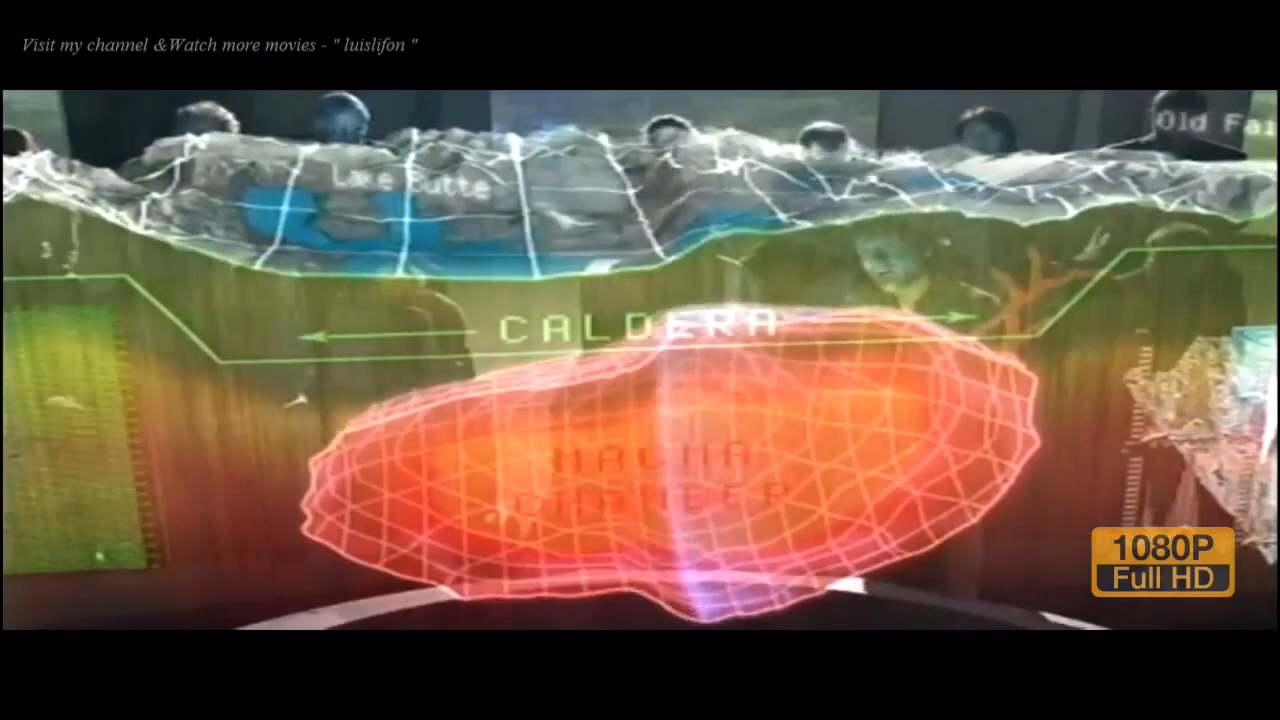 Visit my channel &Watch more movies - " luislifon "
Old Fai
Lake Butte
CALDERA
MAGMA
CHAMBER
1080P
Full HD